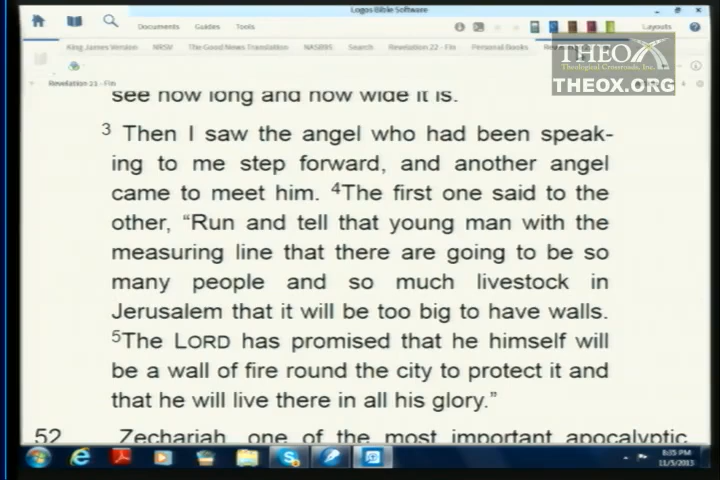 Logos Bible Software
Documents Guides Tools
Layouts
King James Version NRSV The Good News Translation NASB95 Search Revelation 22 - Fin Personal Books
THEOX
Theological Crossroads, Inc.
THEOX.ORG
Revelation 21 - Fin
see how long and how wide it is.
3 Then I saw the angel who had been speak-
ing to me step forward, and another angel
came to meet him. 4The first one said to the
other, “Run and tell that young man with the
measuring line that there are going to be so
many people and so much livestock in
Jerusalem that it will be too big to have walls.
5The LORD has promised that he himself will
be a wall of fire round the city to protect it and
that he will live there in all his glory.”
52 Zechariah, one of the most important apocalyptic
8:35 PM
11/5/2013